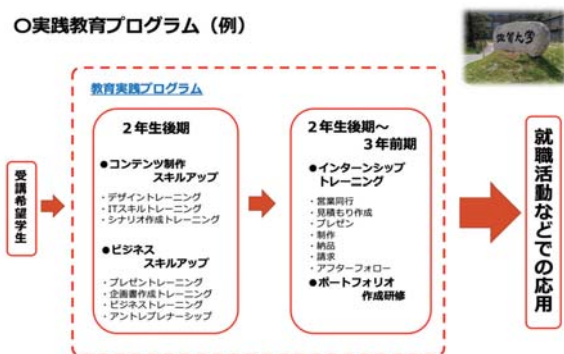 〇実践教育プログラム（例）
佐賀大学
教育実践プログラム
受講希望学生
２年生後期
●コンテンツ制作
スキルアップ
・デザイントレーニング
・ITスキルトレーニング
・シナリオ作成トレーニング
●ビジネス
スキルアップ
・プレゼントレーニング
・企画書作成トレーニング
・ビジネストレーニング
・アントレプレナーシップ
２年生後期～
３年前期
●インターンシップ
トレーニング
・営業同行
・見積もり作成
・プレゼン
・制作
・納品
・請求
・アフターフォロー
●ポートフォリオ
作成研修
就職活動などでの応用